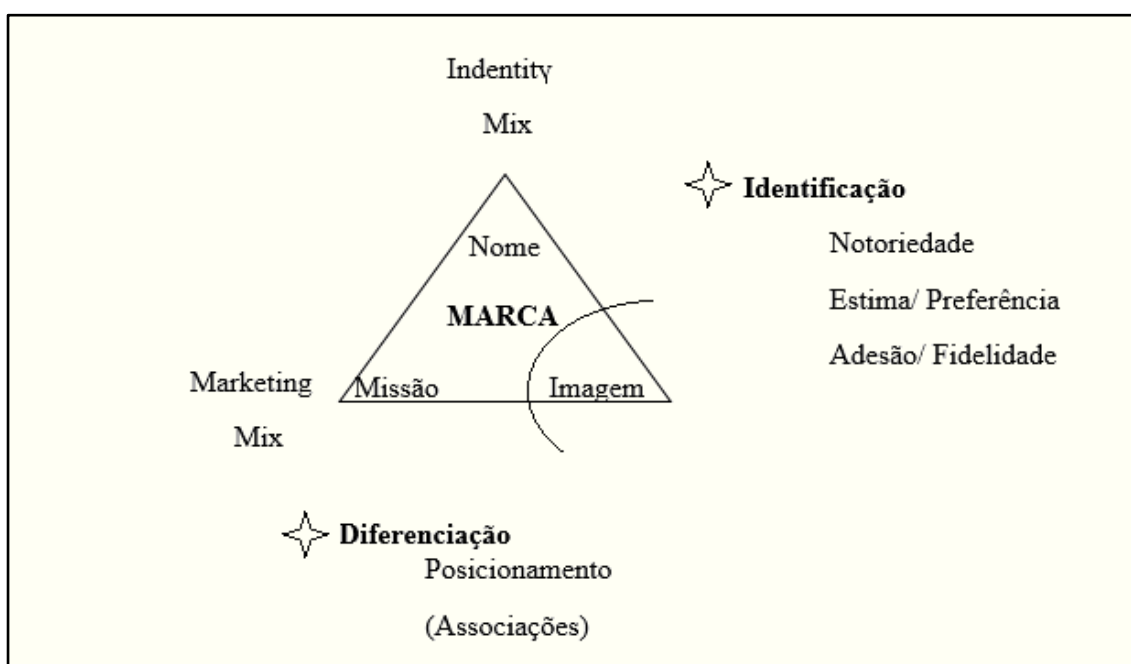 Indentity
Mix
Identificação
Nome
Notoriedade
Estima/ Preferência
MARCA
Adesão/ Fidelidade
Marketing
Missão
Imagem
Mix
Diferenciação
Posicionamento
(Associações)